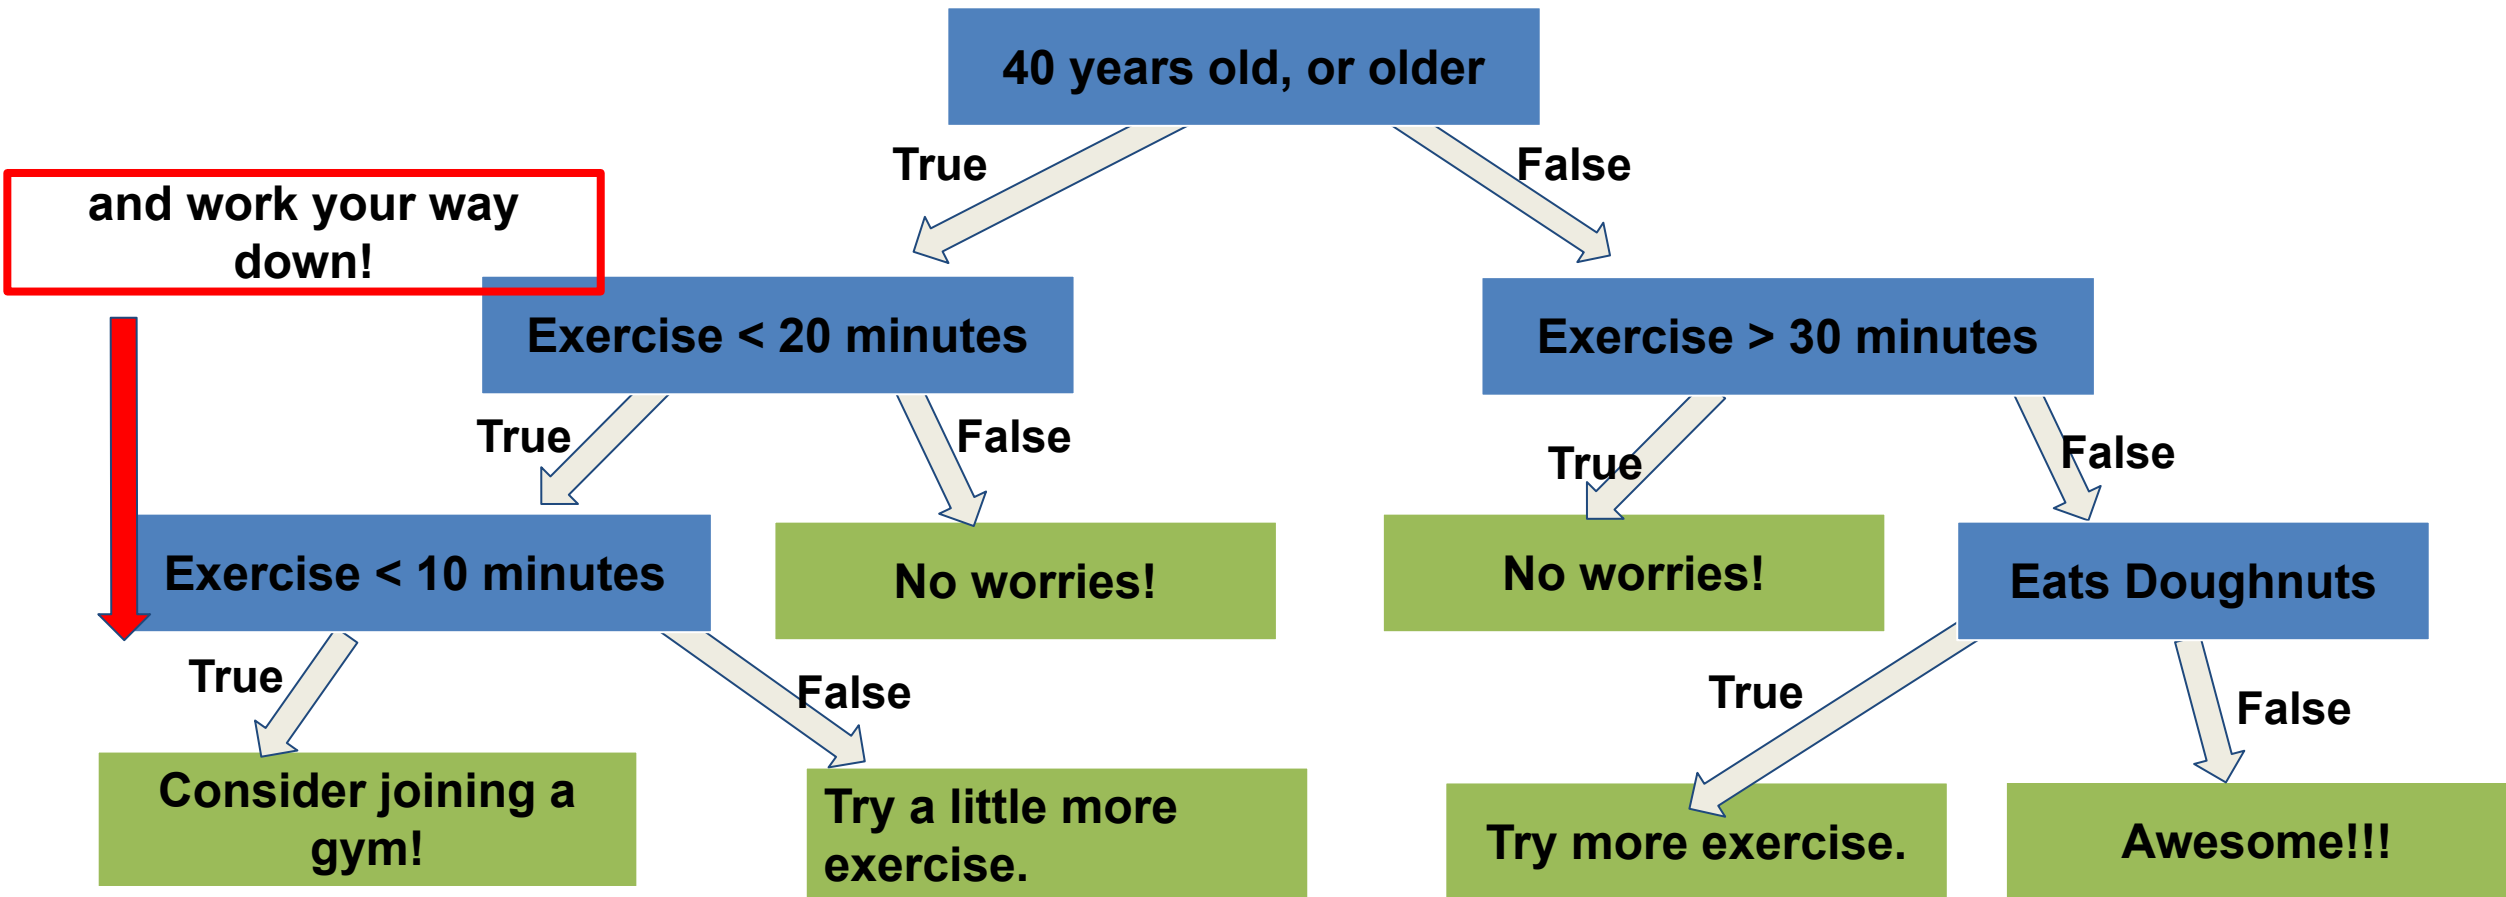 40 years old, or older
True
False
and work your way
down!
Exercise < 20 minutes
Exercise > 30 minutes
True
False
True
False
Exercise < 10 minutes
No worries!
No worries!
Eats Doughnuts
True
False
True
False
Consider joining a
gym!
Try a little more
exercise.
Try more exercise.
Awesome!!!